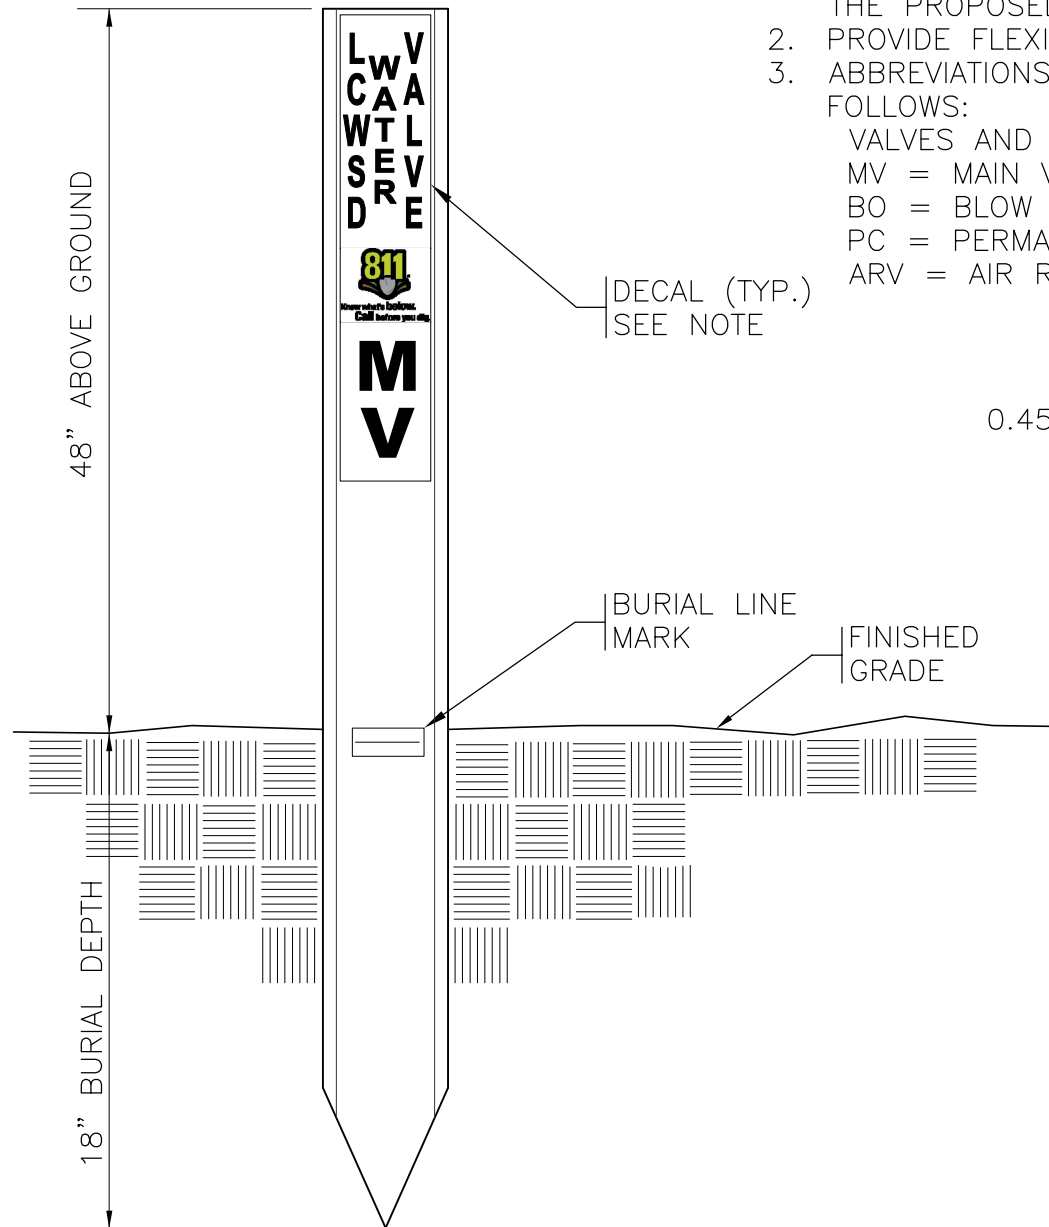 THE PROPOSED
2. PROVIDE FLEXI
3. ABBREVIATIONS
FOLLOWS:
VALVES AND
MV = MAIN V
BO = BLOW
PC = PERMA
ARV = AIR R
LCWSD
WATER
VALVE
811
Know what's below.
Call before you dig.
MV
48" ABOVE GROUND
DECAL (TYP.)
SEE NOTE
0.45
BURIAL LINE
MARK
FINISHED
GRADE
18" BURIAL DEPTH